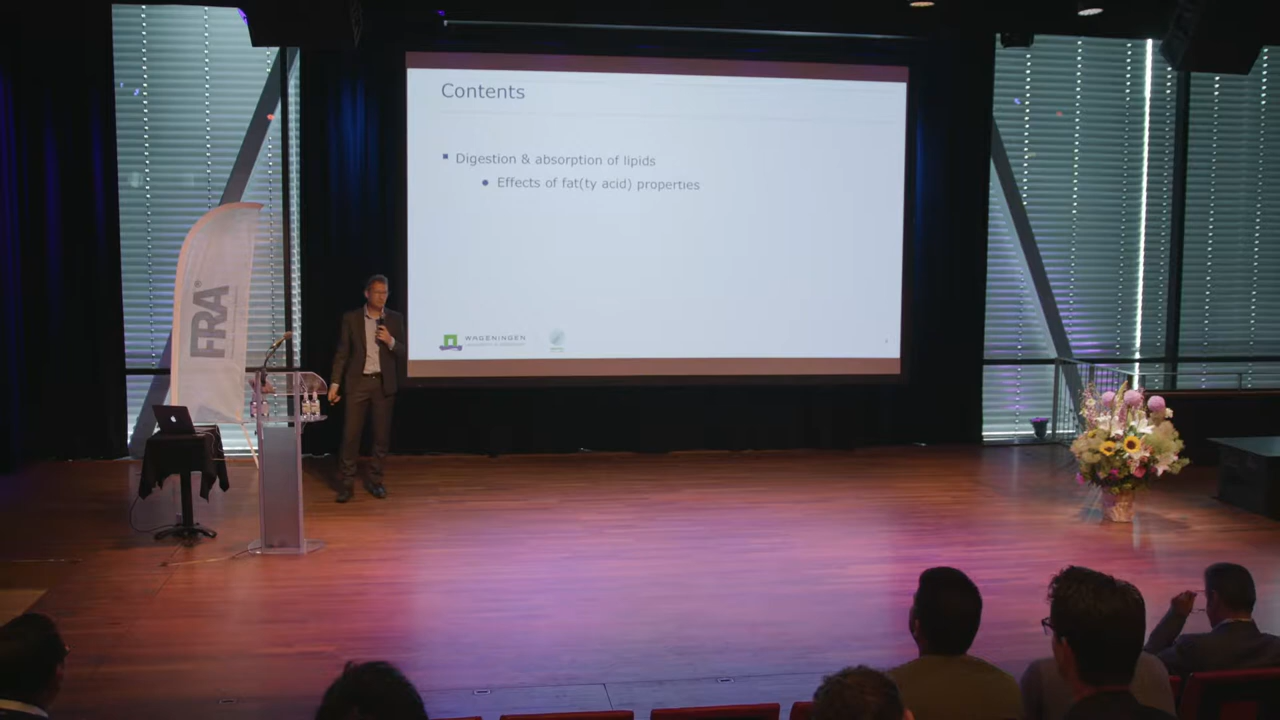 Contents
Digestion & absorption of lipids
Effects of fat(ty acid) properties
WAGENINGEN
FRA®